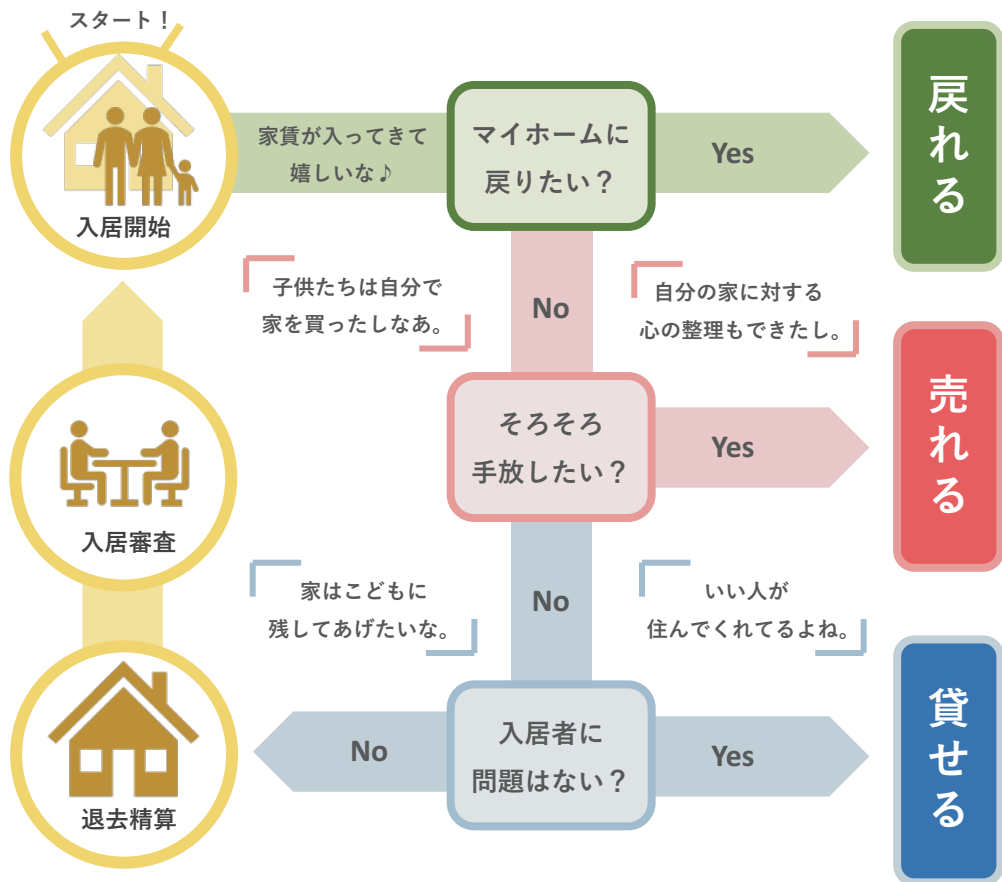 スタート！
入居開始
家賃が入ってきて
嬉しいな♪
マイホームに
戻りたい？
Yes
戻れる
子供たちは自分で
家を買ったしなあ。
No
自分の家に対する
心の整理もできたし。
入居審査
そろそろ
手放したい？
Yes
売れる
家はこどもに
残してあげたいな。
No
いい人が
住んでくれてるよね。
退去精算
No
入居者に
問題はない？
Yes
貸せる